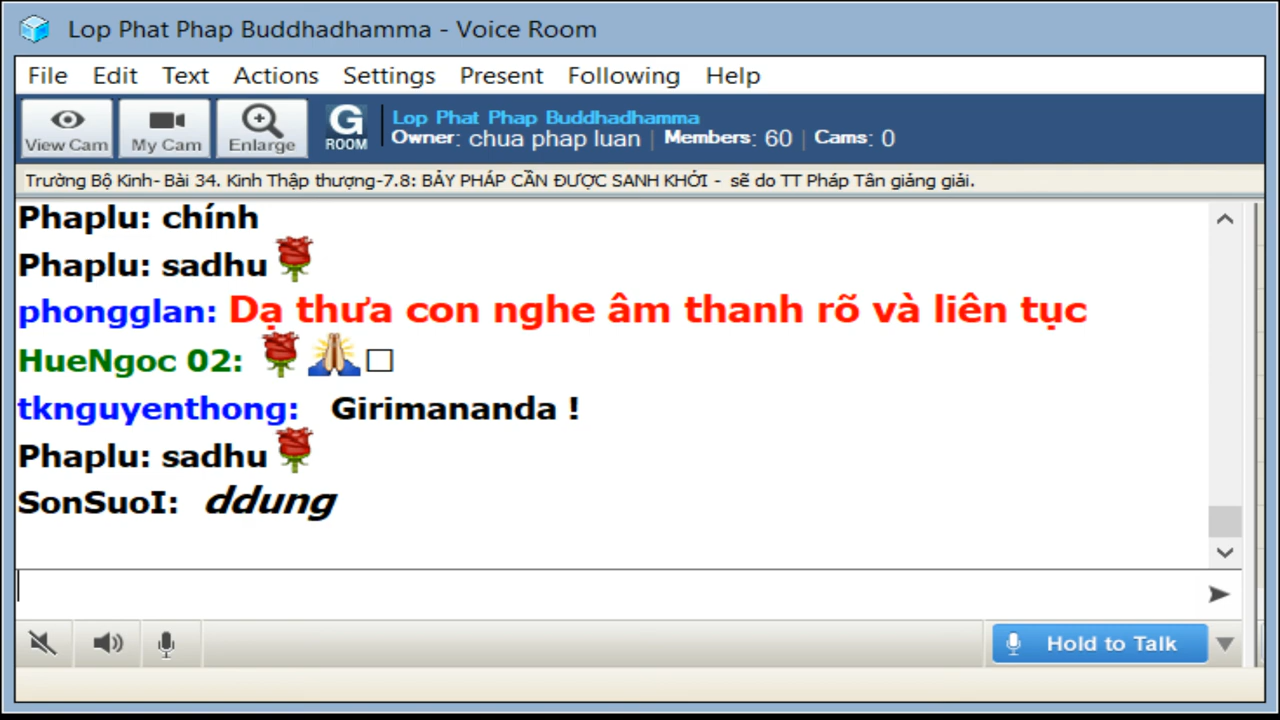 Lop Phat Phap Buddhadhamma - Voice Room
File Edit Text Actions Settings Present Following Help
View Cam My Cam Enlarge G ROOM
Lop Phat Phap Buddhadhamma
Owner: chua phap luan | Members: 60 | Cams: 0
Trường Bộ Kinh- Bài 34. Kinh Thập thượng-7.8: BẢY PHÁP CẦN ĐƯỢC SANH KHỞI - sẽ do TT Pháp Tân giảng giải.
Phaplu: chính
Phaplu: sadhu
phongglan: Dạ thưa con nghe âm thanh rõ và liên tục
HueNgoc 02:
tknguyenthong: Girimananda !
Phaplu: sadhu
SonSuoI: ddung
Hold to Talk